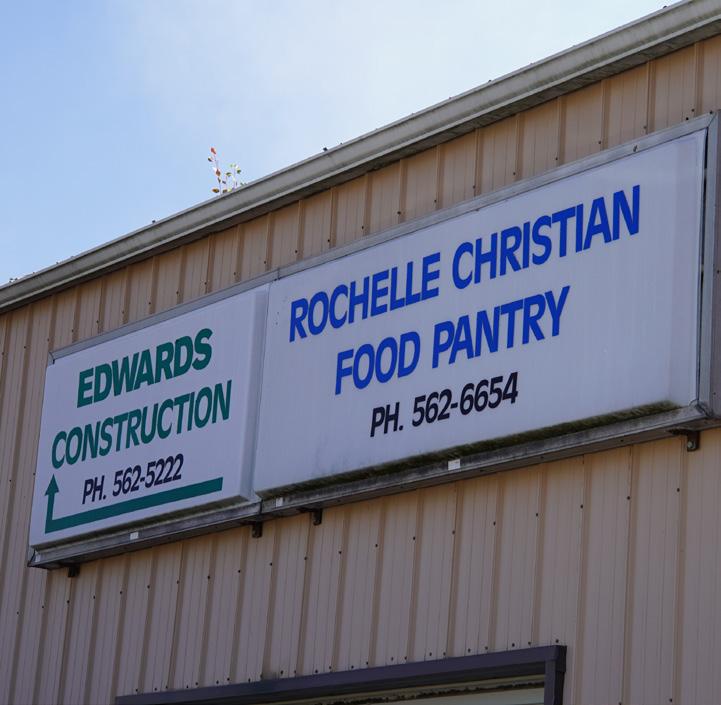 EDWARDS
CONSTRUCTION
PH. 562-5222
ROCHELLE CHRISTIAN
FOOD PANTRY
PH. 562-6654